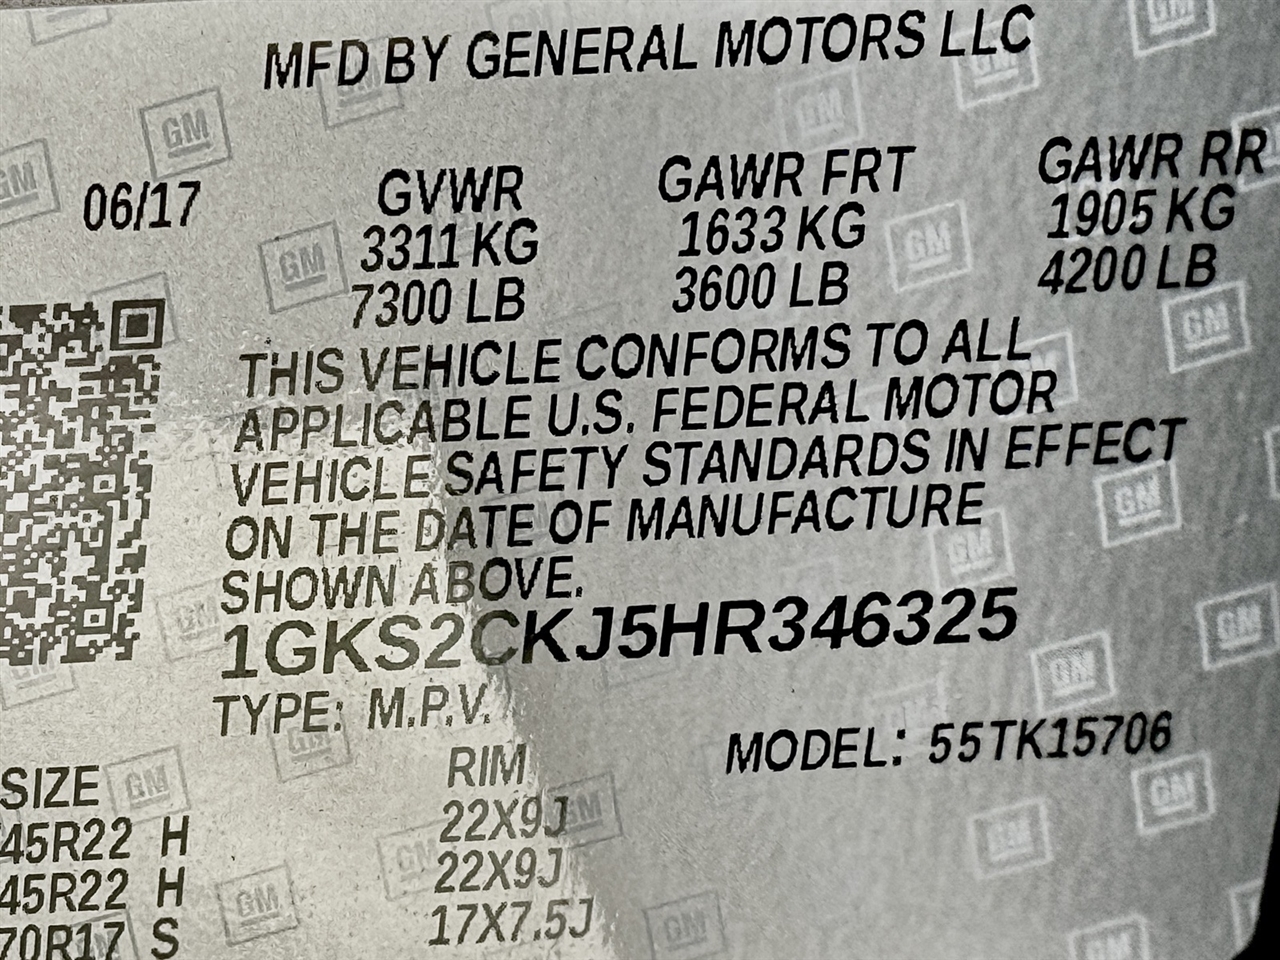 MFD BY GENERAL MOTORS LLC
06/17 GVWR GAWR FRT GAWR RR
3311 KG 1633 KG 1905 KG
7300 LB 3600 LB 4200 LB
THIS VEHICLE CONFORMS TO ALL
APPLICABLE U.S. FEDERAL MOTOR
VEHICLE SAFETY STANDARDS IN EFFECT
ON THE DATE OF MANUFACTURE
SHOWN ABOVE.
1GKS2CKJ5HR346325
TYPE: M.P.V. MODEL: 55TK15706
SIZE RIM
45R22 H 22X9J
45R22 H 22X9J
70R17 S 17X7.5J